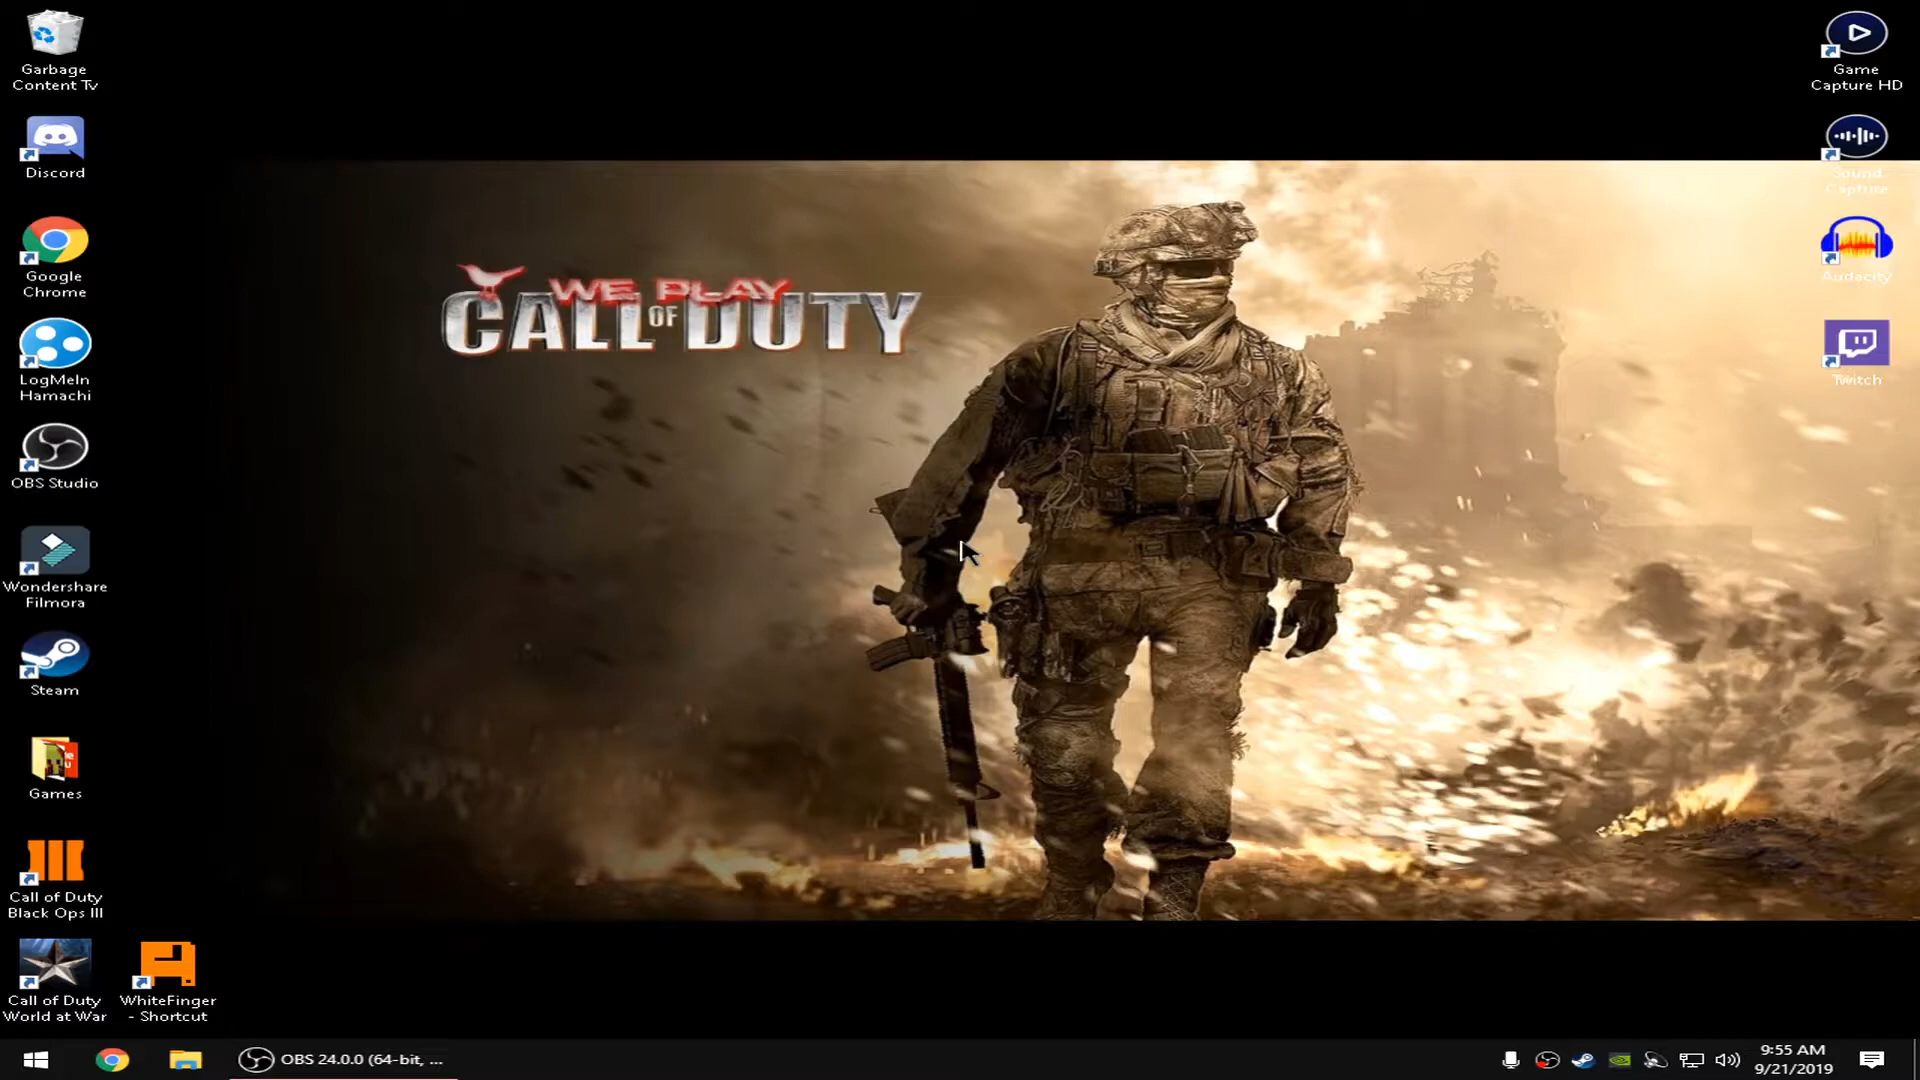 Garbage
Content Tv
Discord
Google
Chrome
LogMeIn
Hamachi
OBS Studio
Wondershare
Filmora
Steam
Games
Call of Duty
Black Ops III
Call of Duty
World at War
WhiteFinger
- Shortcut
WE PLAY
CALL OF DUTY
Game
Capture HD
Sound
Capture
Audacity
Twitch
OBS 24.0.0 (64-bit, ...
9:55 AM
9/21/2019